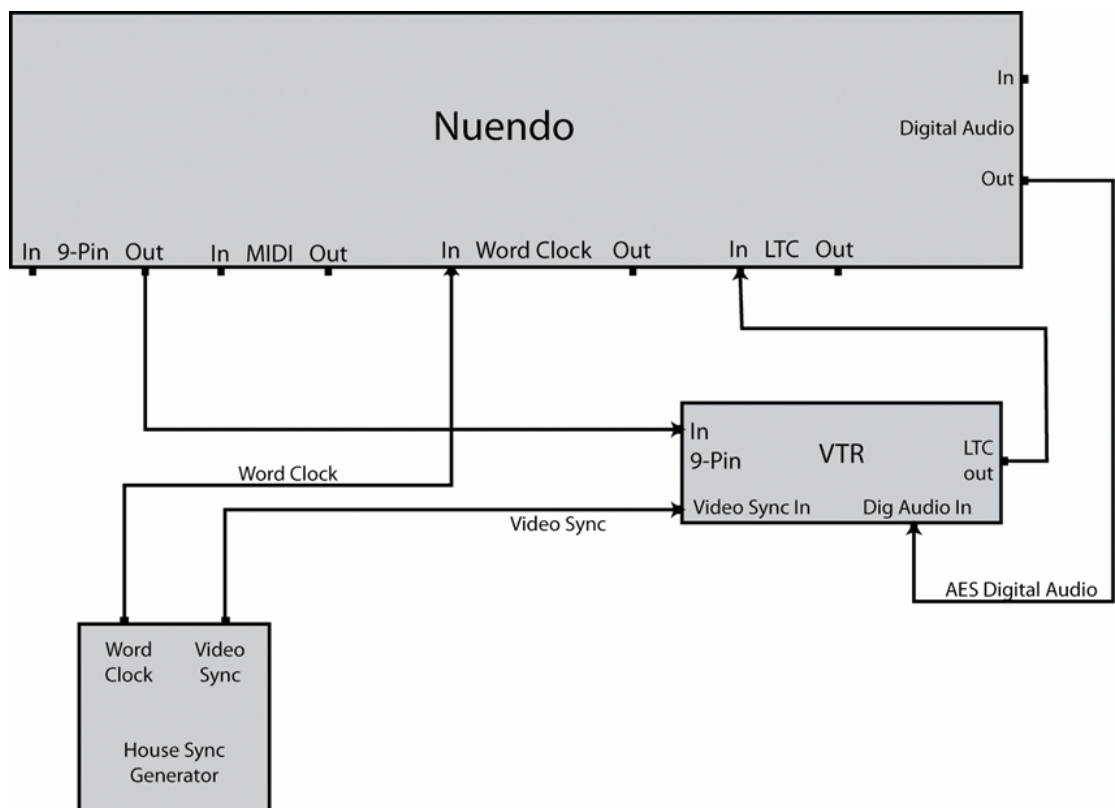 In
Nuendo
Digital Audio
Out
In 9-Pin Out In MIDI Out In Word Clock Out In LTC Out
In
9-Pin
VTR
LTC
out
Word Clock
Video Sync In
Dig Audio In
Video Sync
AES Digital Audio
Word
Clock
Video
Sync
House Sync
Generator